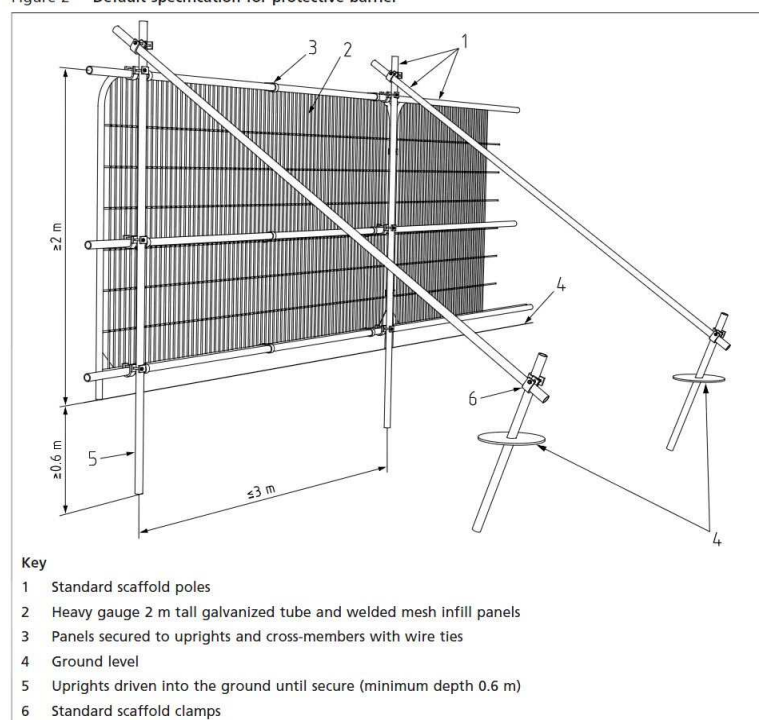 Figure 2 Default specification for protective barrier
1
3
2
≥2 m
4
6
≥0.6 m
5
≤3 m
4
Key
1 Standard scaffold poles
2 Heavy gauge 2 m tall galvanized tube and welded mesh infill panels
3 Panels secured to uprights and cross-members with wire ties
4 Ground level
5 Uprights driven into the ground until secure (minimum depth 0.6 m)
6 Standard scaffold clamps